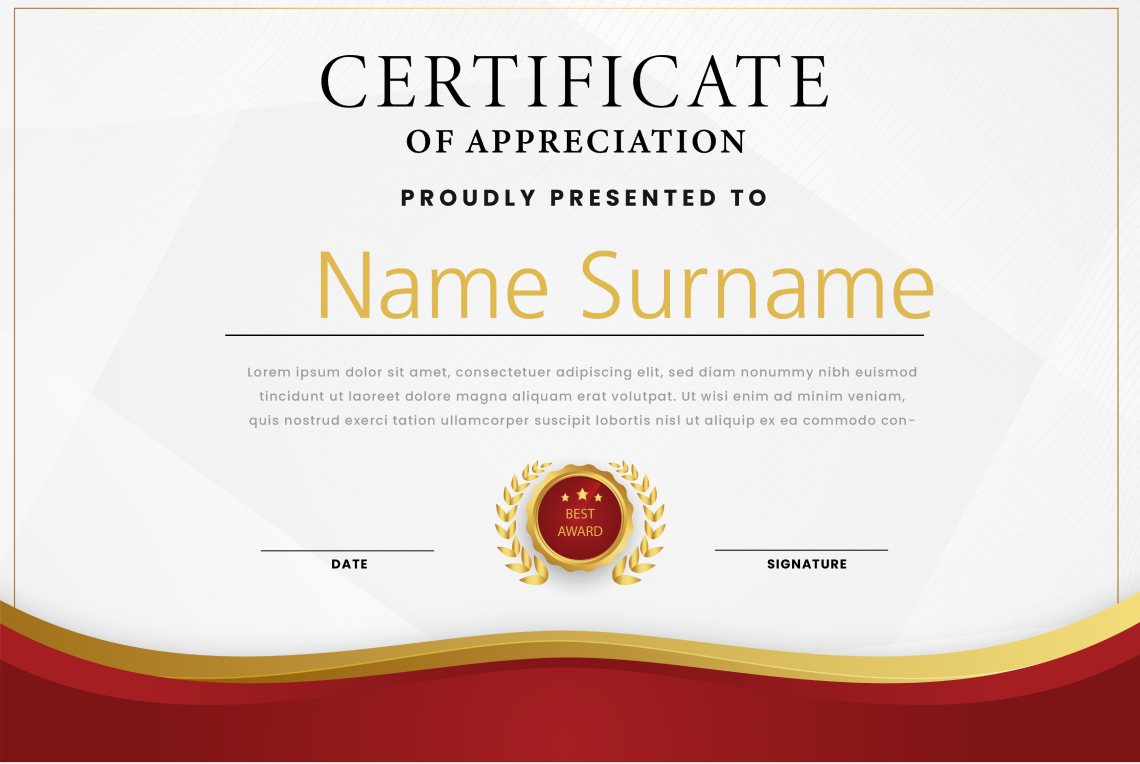 CERTIFICATE
OF APPRECIATION
PROUDLY PRESENTED TO
Name Surname
Lorem ipsum dolor sit amet, consectetuer adipiscing elit, sed diam nonummy nibh euismod
tincidunt ut laoreet dolore magna aliquam erat volutpat. Ut wisi enim ad minim veniam,
quis nostrud exerci tation ullamcorper suscipit lobortis nisl ut aliquip ex ea commodo con-
BEST
AWARD
DATE
SIGNATURE